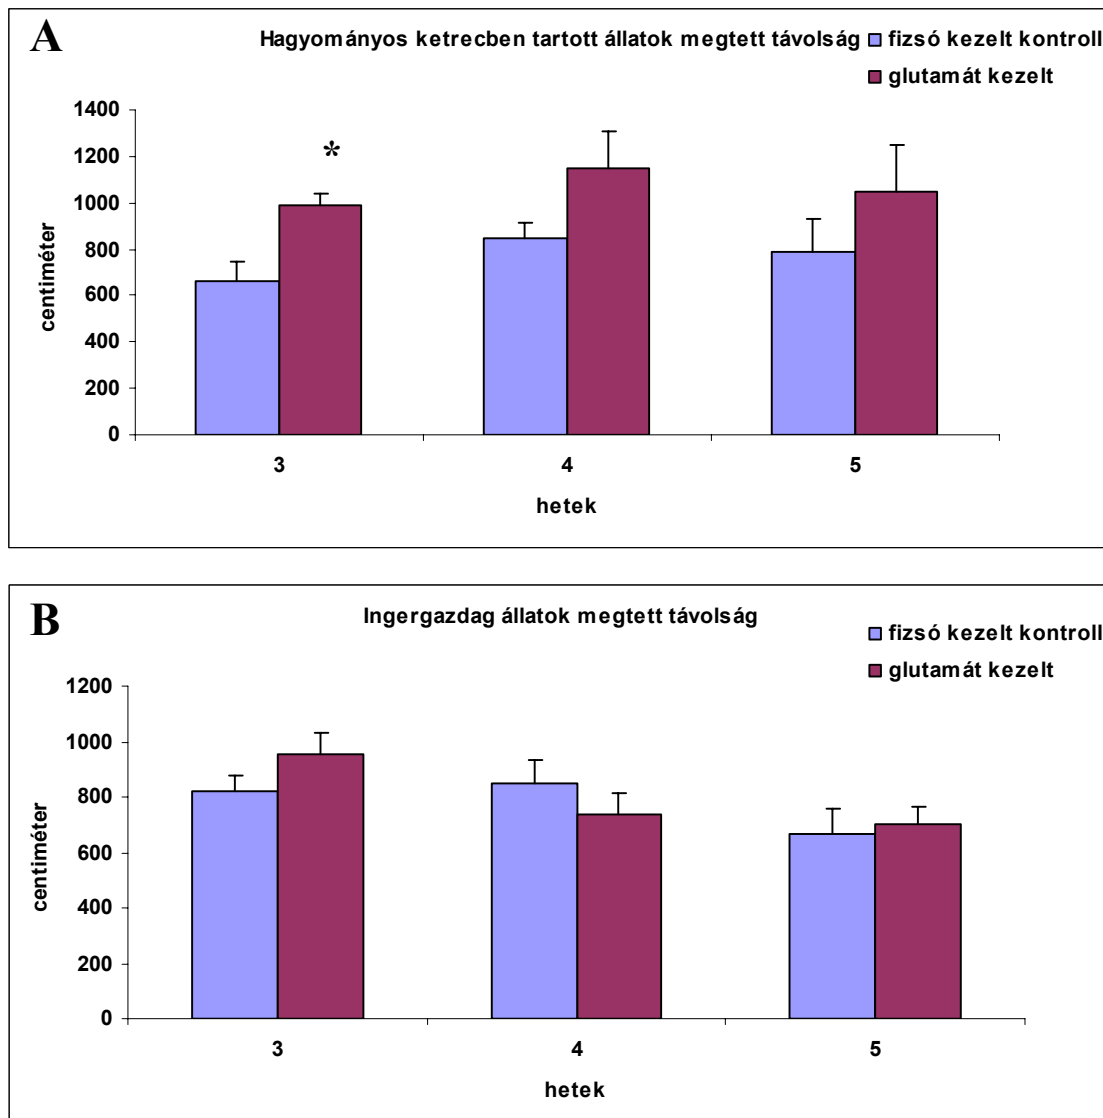 A
Hagyományos ketrecben tartott állatok megtett távolság
fizsó kezelt kontroll
glutamát kezelt
1400
1200
1000
800
600
400
200
0
*
centiméter
3 4 5
hetek
B
Ingergazdag állatok megtett távolság
fizsó kezelt kontroll
glutamát kezelt
1200
1000
800
600
400
200
0
centiméter
3 4 5
hetek